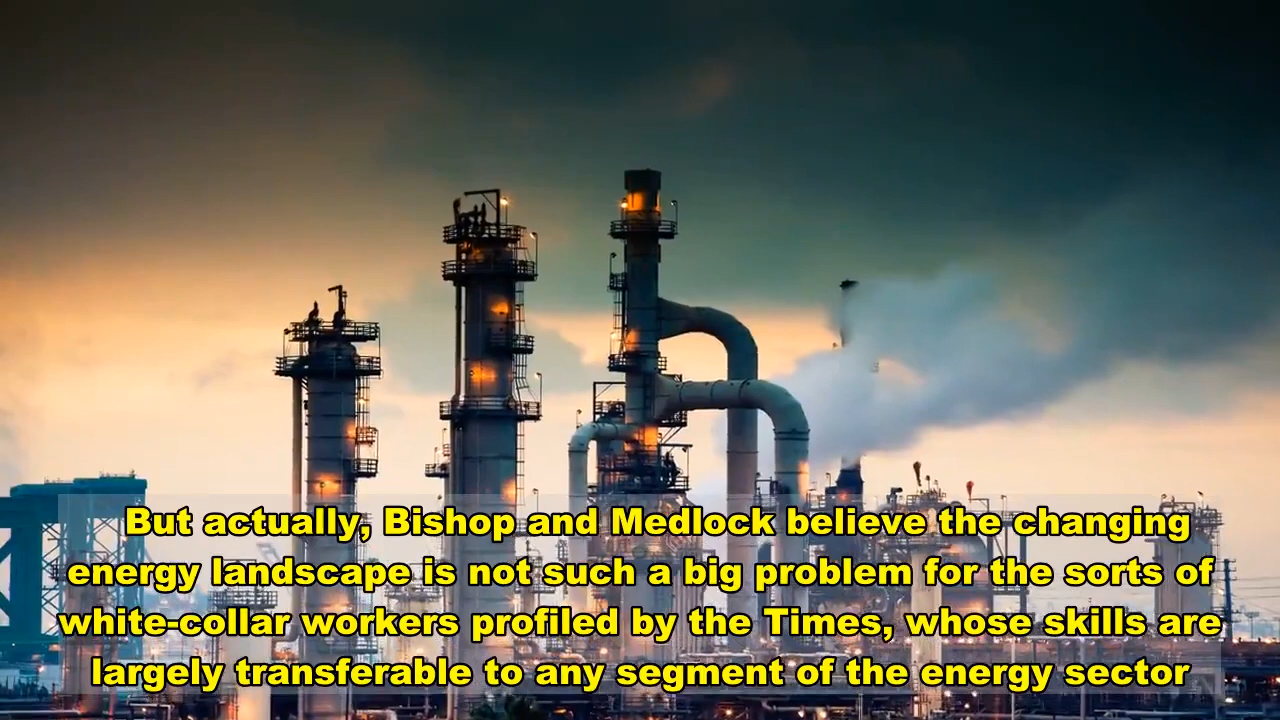 But actually, Bishop and Medlock believe the changing
energy landscape is not such a big problem for the sorts of
white-collar workers profiled by the Times, whose skills are
largely transferable to any segment of the energy sector